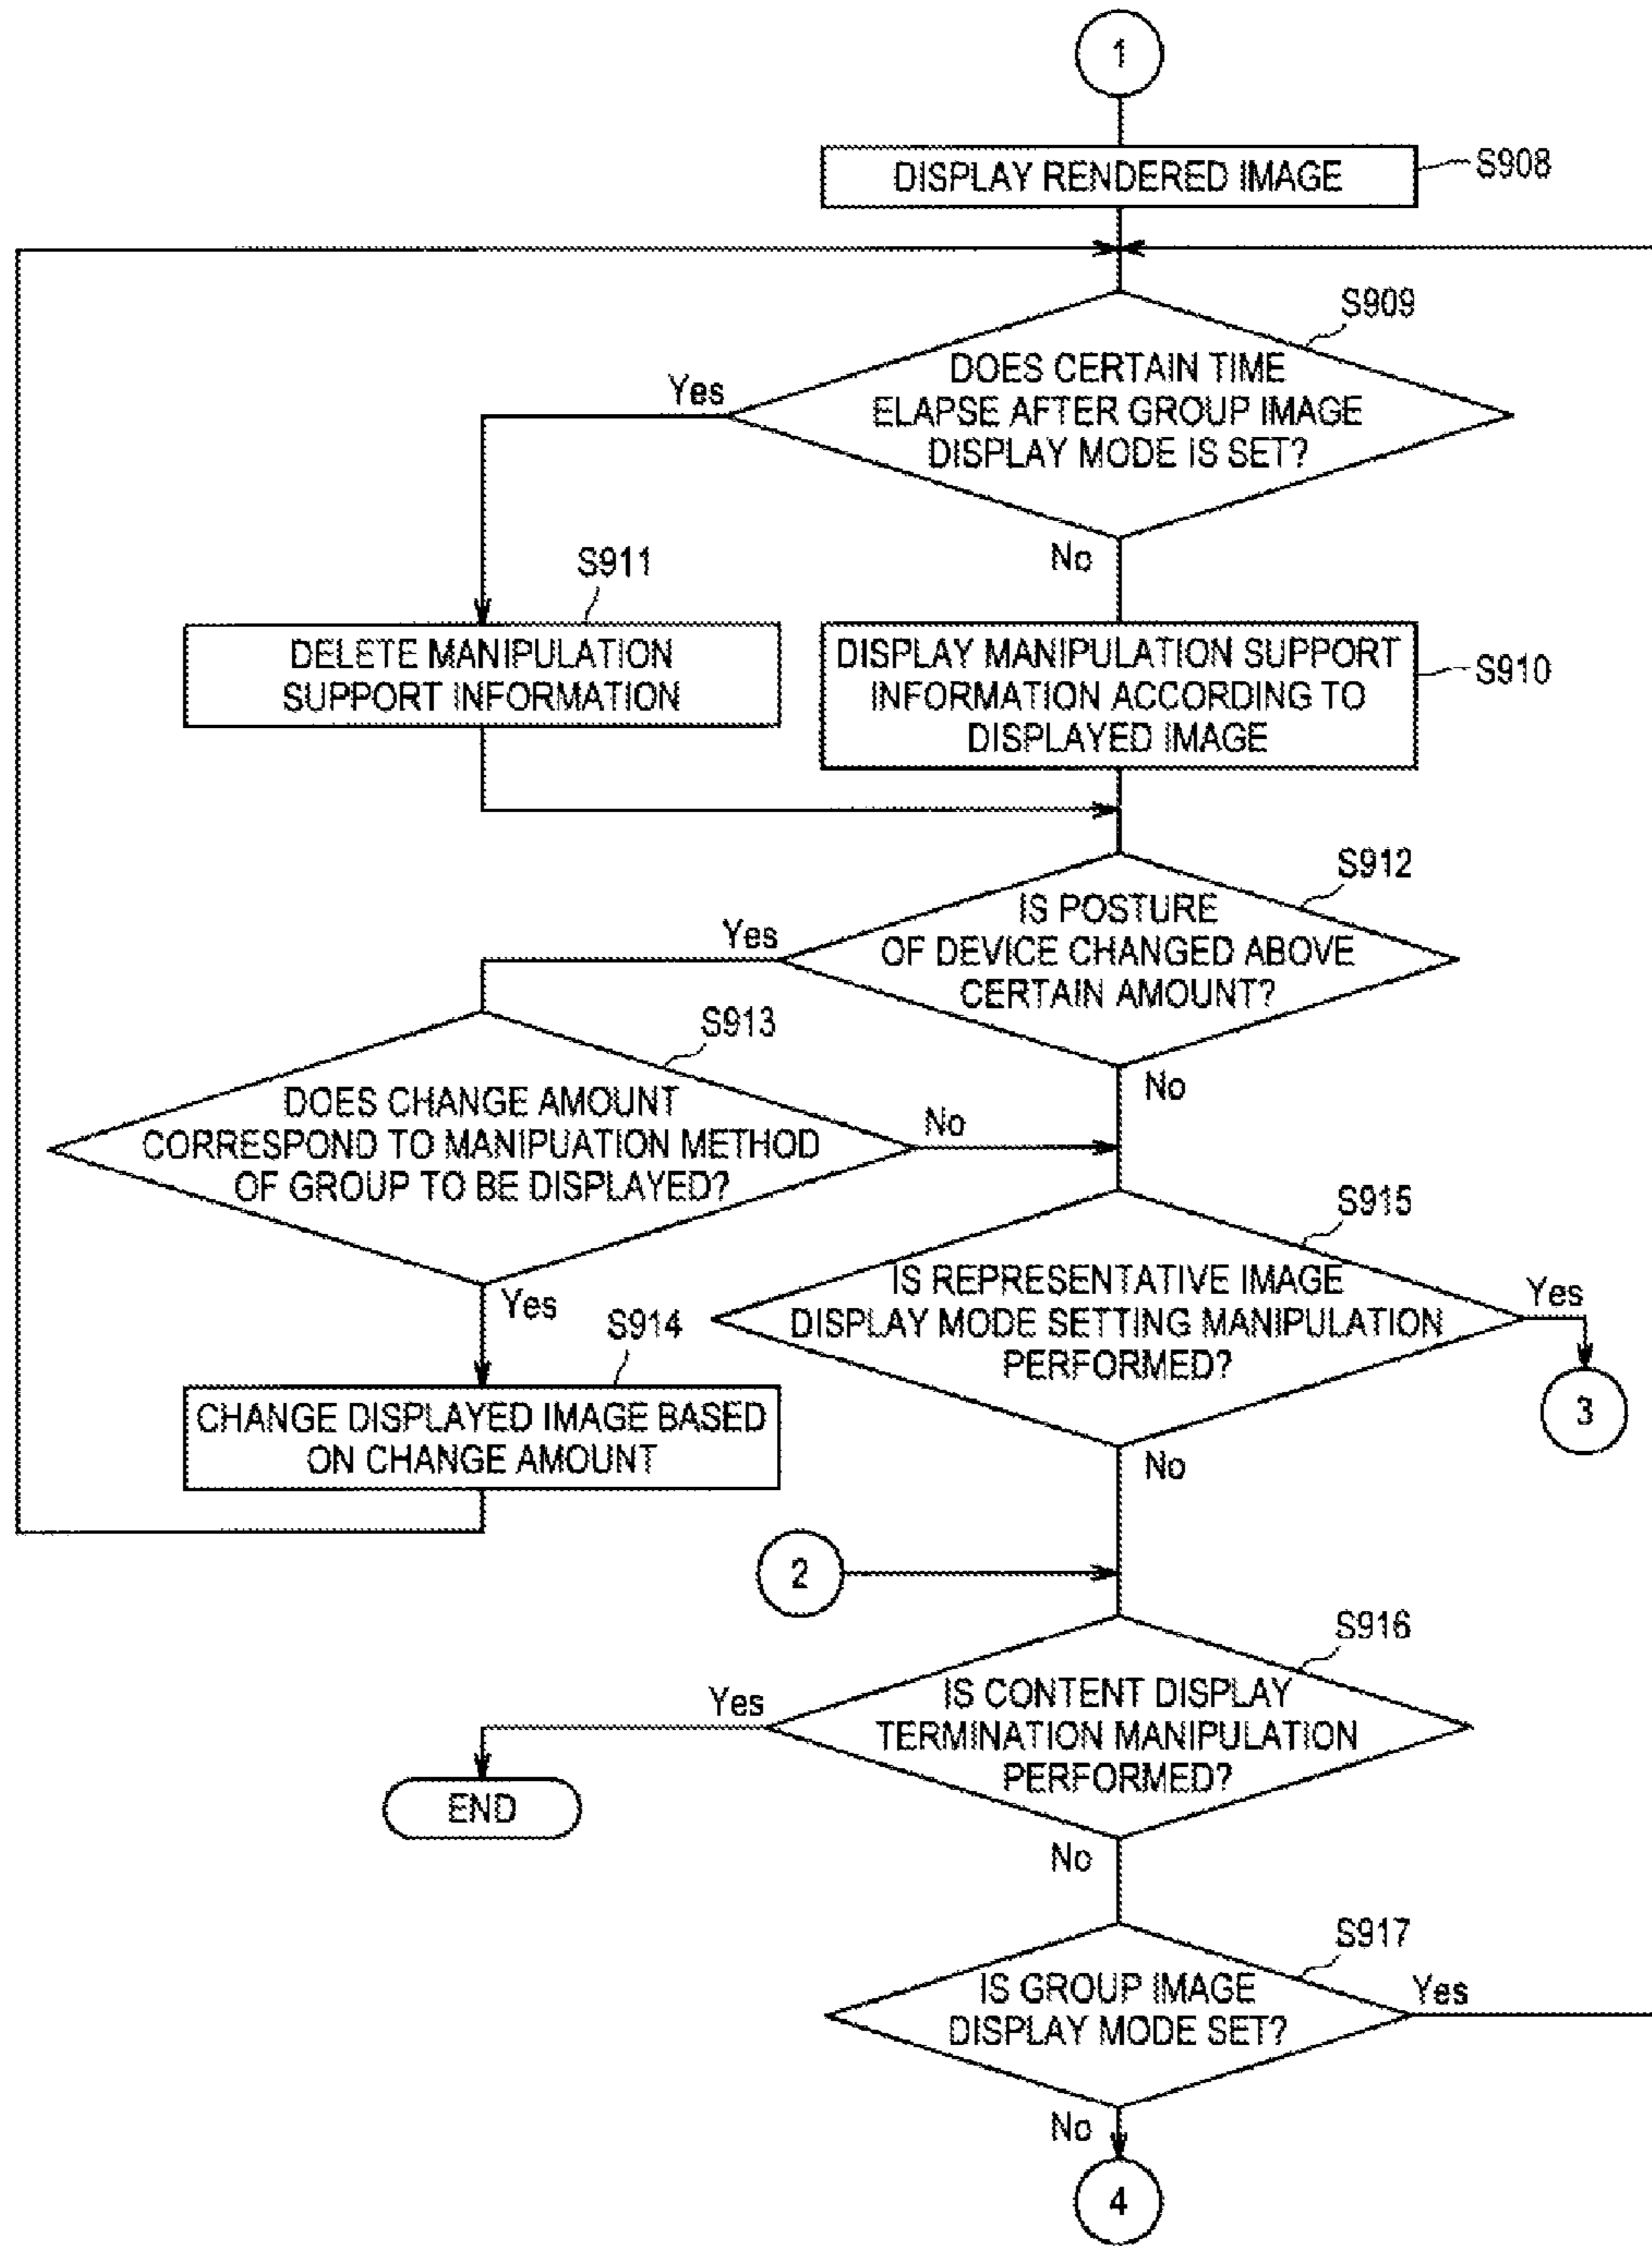 1
DISPLAY RENDERED IMAGE
S908
S909
DOES CERTAIN TIME
ELAPSE AFTER GROUP IMAGE
DISPLAY MODE IS SET?
Yes
No
S911
DELETE MANIPULATION
SUPPORT INFORMATION
DISPLAY MANIPULATION SUPPORT
INFORMATION ACCORDING TO
DISPLAYED IMAGE
S910
S912
IS POSTURE
OF DEVICE CHANGED ABOVE
CERTAIN AMOUNT?
Yes
No
S913
DOES CHANGE AMOUNT
CORRESPOND TO MANIPUATION METHOD
OF GROUP TO BE DISPLAYED?
No
Yes
S914
CHANGE DISPLAYED IMAGE BASED
ON CHANGE AMOUNT
S915
IS REPRESENTATIVE IMAGE
DISPLAY MODE SETTING MANIPULATION
PERFORMED?
Yes
3
No
2
S916
IS CONTENT DISPLAY
TERMINATION MANIPULATION
PERFORMED?
Yes
END
No
S917
IS GROUP IMAGE
DISPLAY MODE SET?
Yes
No
4